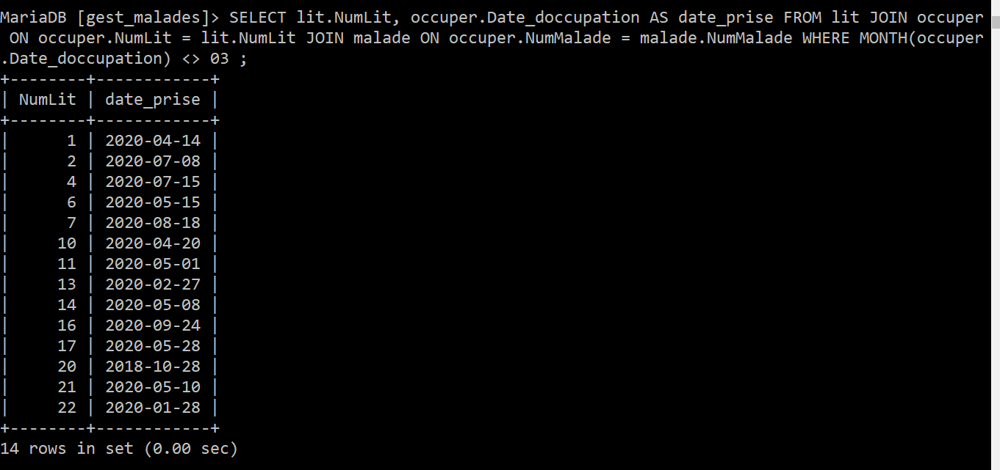 MariaDB [gest_malades]> SELECT lit.NumLit, occuper.Date_doccupation AS date_prise FROM lit JOIN occuper
 ON occuper.NumLit = lit.NumLit JOIN malade ON occuper.NumMalade = malade.NumMalade WHERE MONTH(occuper
.Date_doccupation) <> 03 ;
+--------+------------+
| NumLit | date_prise |
+--------+------------+
|      1 | 2020-04-14 |
|      2 | 2020-07-08 |
|      4 | 2020-07-15 |
|      6 | 2020-05-15 |
|      7 | 2020-08-18 |
|     10 | 2020-04-20 |
|     11 | 2020-05-01 |
|     13 | 2020-02-27 |
|     14 | 2020-05-08 |
|     16 | 2020-09-24 |
|     17 | 2020-05-28 |
|     20 | 2018-10-28 |
|     21 | 2020-05-10 |
|     22 | 2020-01-28 |
+--------+------------+
14 rows in set (0.00 sec)